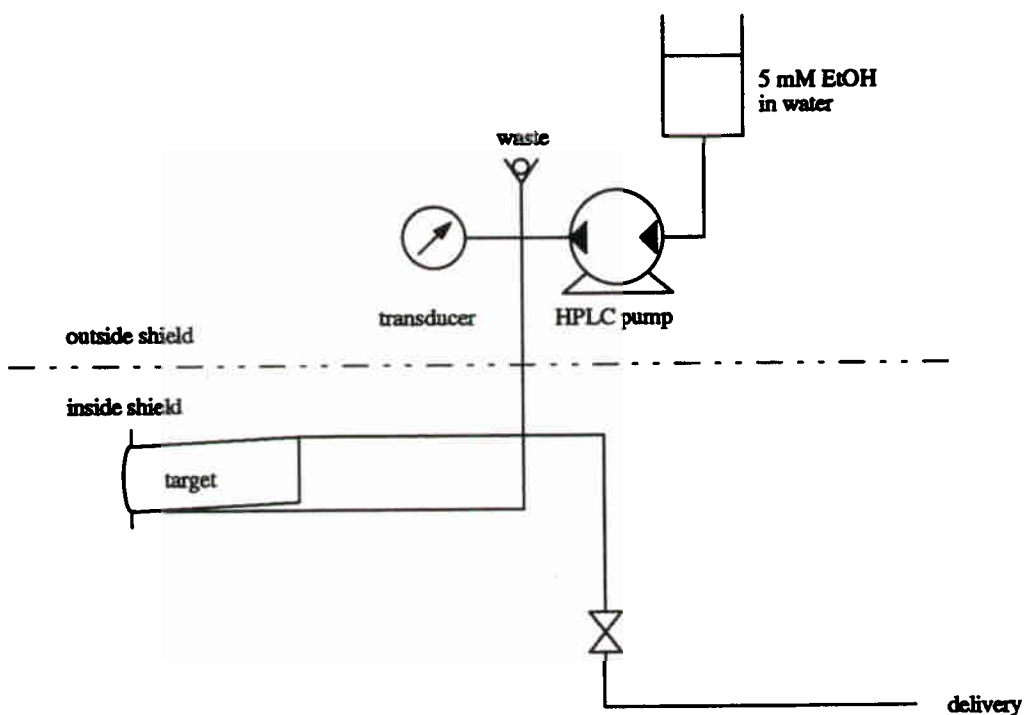 5 mM EtOH
in water
waste
transducer
HPLC pump
outside shield
inside shield
target
delivery